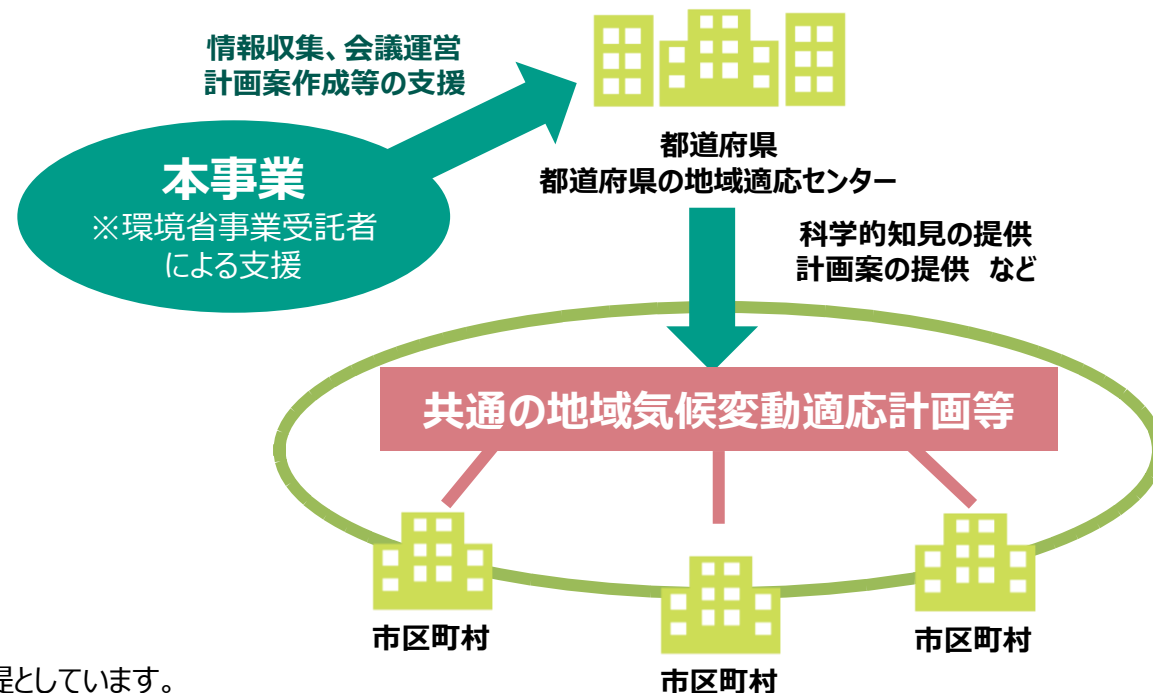 情報収集、会議運営
計画案作成等の支援
本事業
※環境省事業受託者
による支援
都道府県
都道府県の地域適応センター
科学的知見の提供
計画案の提供 など
共通の地域気候変動適応計画等
市区町村
市区町村
市区町村
としています。